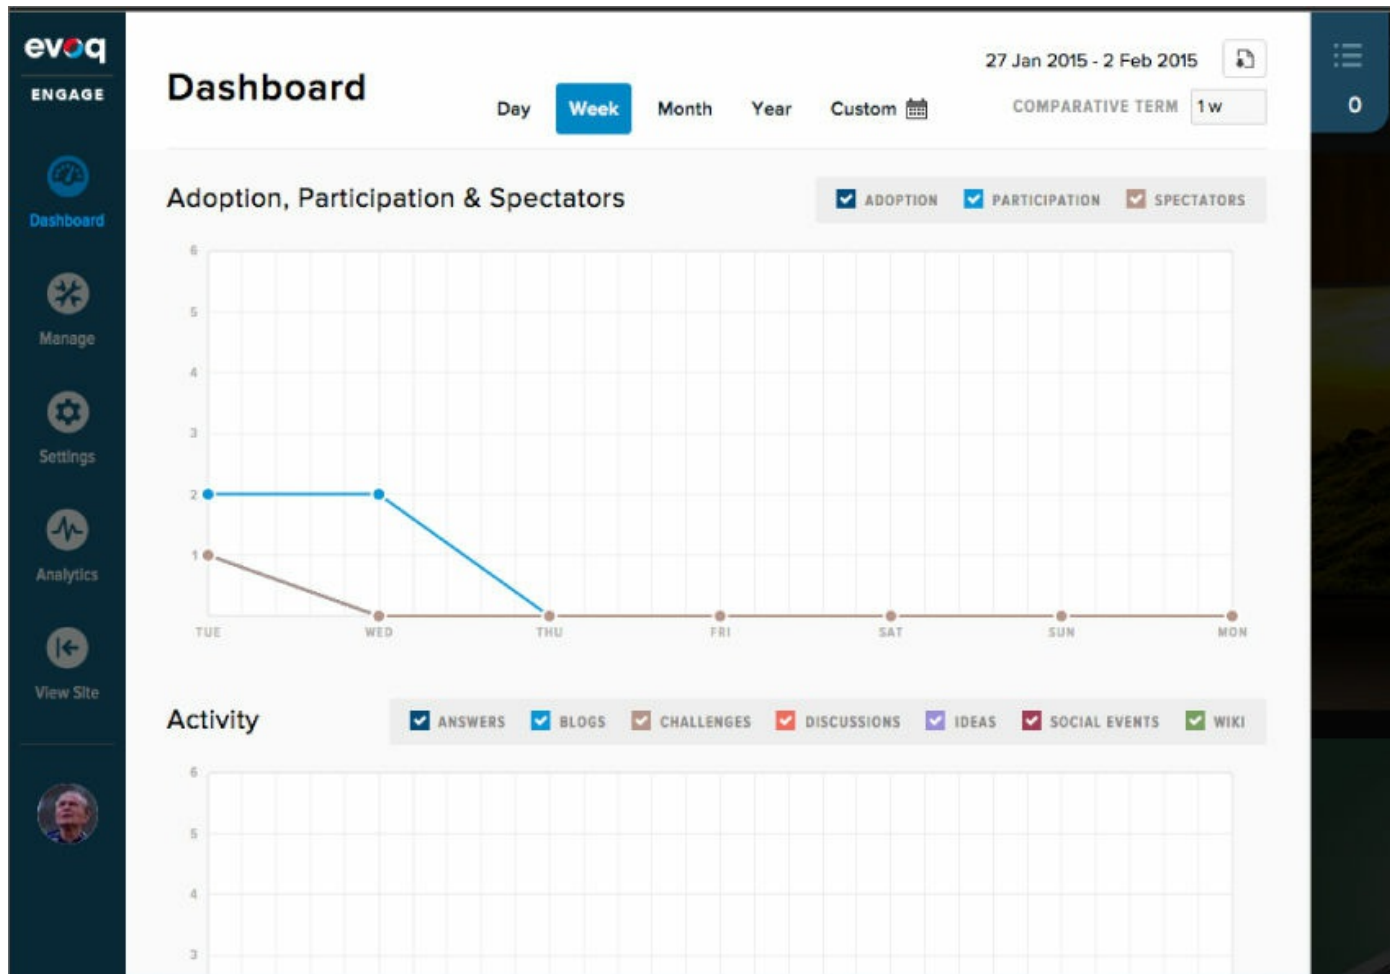 evoq
ENGAGE
Dashboard
Manage
Settings
Analytics
View Site
Dashboard
27 Jan 2015 - 2 Feb 2015
Day Week Month Year Custom
COMPARATIVE TERM 1 w
0
Adoption, Participation & Spectators
ADOPTION PARTICIPATION SPECTATORS
6
5
4
3
2
1
TUE WED THU FRI SAT SUN MON
Activity
ANSWERS BLOGS CHALLENGES DISCUSSIONS IDEAS SOCIAL EVENTS WIKI
6
5
4
3